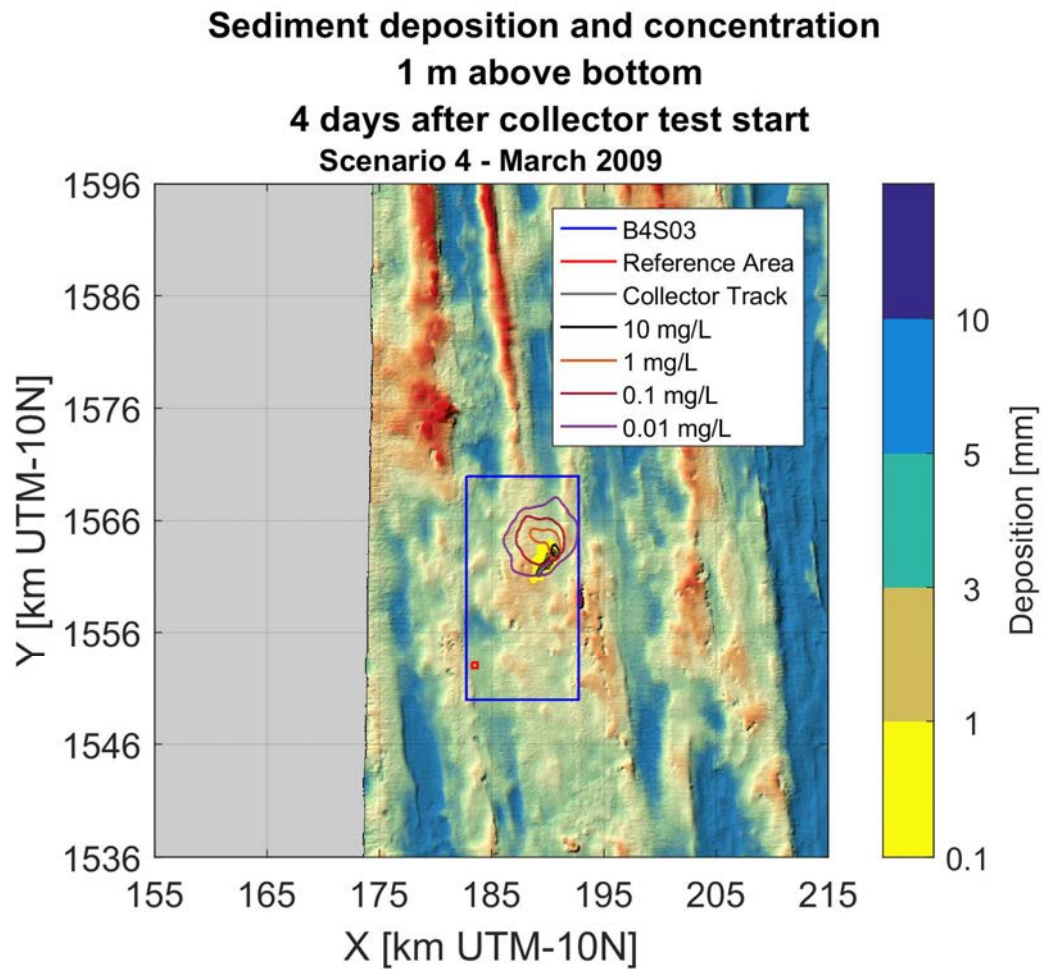 Sediment deposition and concentration
1 m above bottom
4 days after collector test start
Scenario 4 - March 2009
1596
1586
1576
1566
1556
1546
1536
Y [km UTM-10N]
B4S03
Reference Area
Collector Track
10 mg/L
1 mg/L
0.1 mg/L
0.01 mg/L
155
165
175
185
195
205
215
X [km UTM-10N]
10
5
3
1
0.1
Deposition [mm]